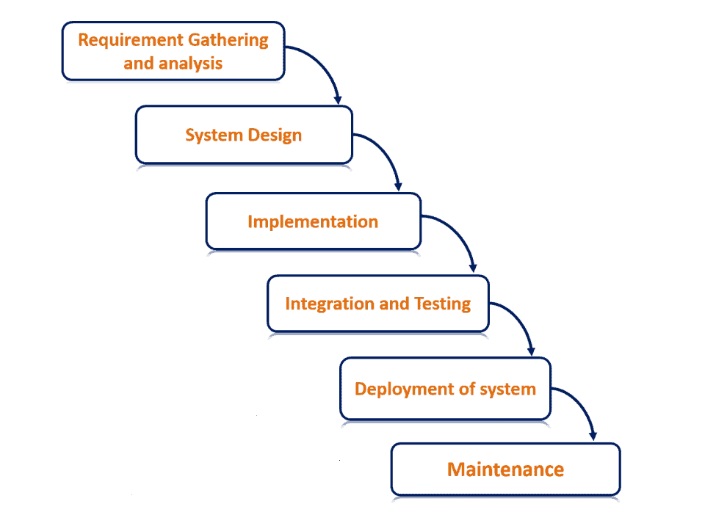 Requirement Gathering
and analysis
System Design
Implementation
Integration and Testing
Deployment of system
Maintenance